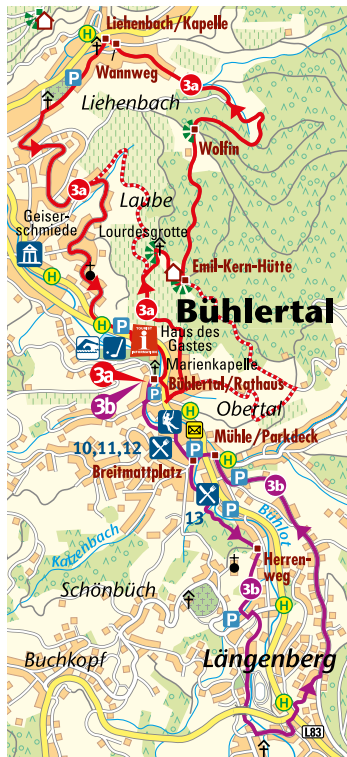 H
Liehenbach/Kapelle
P
Wannweg
3a
Liehenbach
H
Wolfin
3a
Laube
Geiser-
schmiede
Lourdesgrotte
H
Emil-Kern-Hütte
3a
Bühlertal
H
P
TOURIST
i
Haus des
Gastes
Marienkapelle
3a
Bühlertal/Rathaus
3b
P
Obertal
H
10,11,12
Mühle/Parkdeck
P
H
Breitmattplatz
P
3b
13
P
Bühlot
Katzenbach
P
Herren-
weg
3b
Schönbüch
H
P
Buchkopf
Längenberg
H
L83